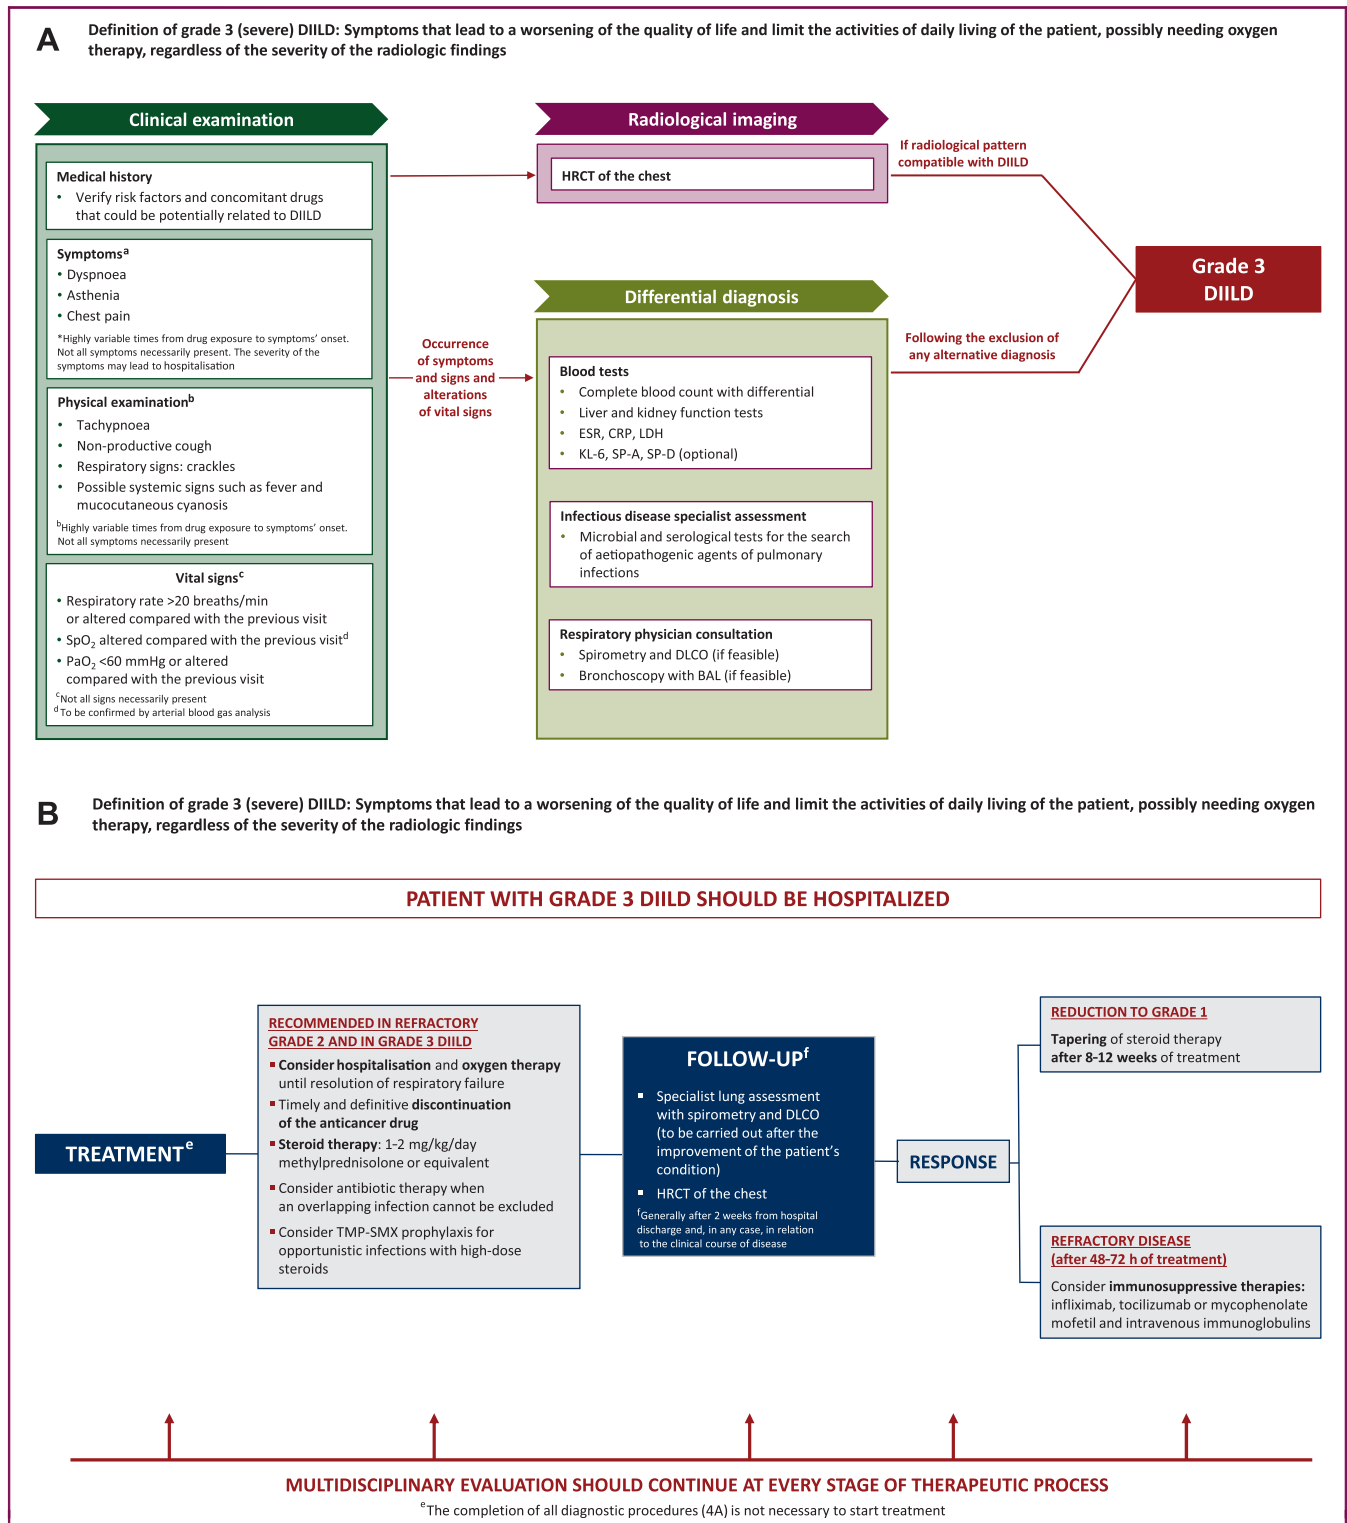 A
Definition of grade 3 (severe) DIILD: Symptoms that lead to a worsening of the quality of life and limit the activities of daily living of the patient, possibly needing oxygen
therapy, regardless of the severity of the radiologic findings
Clinical examination
Medical history
• Verify risk factors and concomitant drugs
that could be potentially related to DIILD
Symptomsᵃ
• Dyspnoea
• Asthenia
• Chest pain
*Highly variable times from drug exposure to symptoms' onset.
Not all symptoms necessarily present. The severity of the
symptoms may lead to hospitalisation
Physical examinationᵇ
• Tachypnoea
• Non-productive cough
• Respiratory signs: crackles
• Possible systemic signs such as fever and
mucocutaneous cyanosis
ᵇHighly variable times from drug exposure to symptoms' onset.
Not all symptoms necessarily present
Vital signsᶜ
• Respiratory rate >20 breaths/min
or altered compared with the previous visit
• SpO₂ altered compared with the previous visitᵈ
• PaO₂ <60 mmHg or altered
compared with the previous visit
ᶜNot all signs necessarily present
ᵈTo be confirmed by arterial blood gas analysis
Occurrence
of symptoms
and signs and
alterations
of vital signs
Radiological imaging
HRCT of the chest
If radiological pattern
compatible with DIILD
Differential diagnosis
Blood tests
• Complete blood count with differential
• Liver and kidney function tests
• ESR, CRP, LDH
• KL-6, SP-A, SP-D (optional)
Infectious disease specialist assessment
• Microbial and serological tests for the search
of aetiopathogenic agents of pulmonary
infections
Respiratory physician consultation
• Spirometry and DLCO (if feasible)
• Bronchoscopy with BAL (if feasible)
Following the exclusion of
any alternative diagnosis
Grade 3
DIILD
B
Definition of grade 3 (severe) DIILD: Symptoms that lead to a worsening of the quality of life and limit the activities of daily living of the patient, possibly needing oxygen
therapy, regardless of the severity of the radiologic findings
PATIENT WITH GRADE 3 DIILD SHOULD BE HOSPITALIZED
TREATMENTᵉ
RECOMMENDED IN REFRACTORY
GRADE 2 AND IN GRADE 3 DIILD
▪ Consider hospitalisation and oxygen therapy
until resolution of respiratory failure
▪ Timely and definitive discontinuation
of the anticancer drug
▪ Steroid therapy: 1-2 mg/kg/day
methylprednisolone or equivalent
▪ Consider antibiotic therapy when
an overlapping infection cannot be excluded
▪ Consider TMP-SMX prophylaxis for
opportunistic infections with high-dose
steroids
FOLLOW-UPᶠ
▪ Specialist lung assessment
with spirometry and DLCO
(to be carried out after the
improvement of the patient's
condition)
▪ HRCT of the chest
ᶠGenerally after 2 weeks from hospital
discharge and, in any case, in relation
to the clinical course of disease
RESPONSE
REDUCTION TO GRADE 1
Tapering of steroid therapy
after 8-12 weeks of treatment
REFRACTORY DISEASE
(after 48-72 h of treatment)
Consider immunosuppressive therapies:
infliximab, tocilizumab or mycophenolate
mofetil and intravenous immunoglobulins
MULTIDISCIPLINARY EVALUATION SHOULD CONTINUE AT EVERY STAGE OF THERAPEUTIC PROCESS
ᵉThe completion of all diagnostic procedures (4A) is not necessary to start treatment